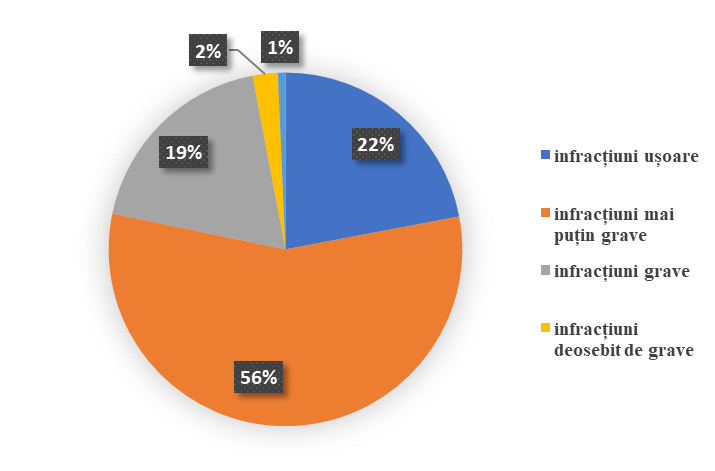 2%
1%
22%
19%
56%
infracțiuni ușoare
infracțiuni mai
puțin grave
infracțiuni grave
infracțiuni
deosebit de grave